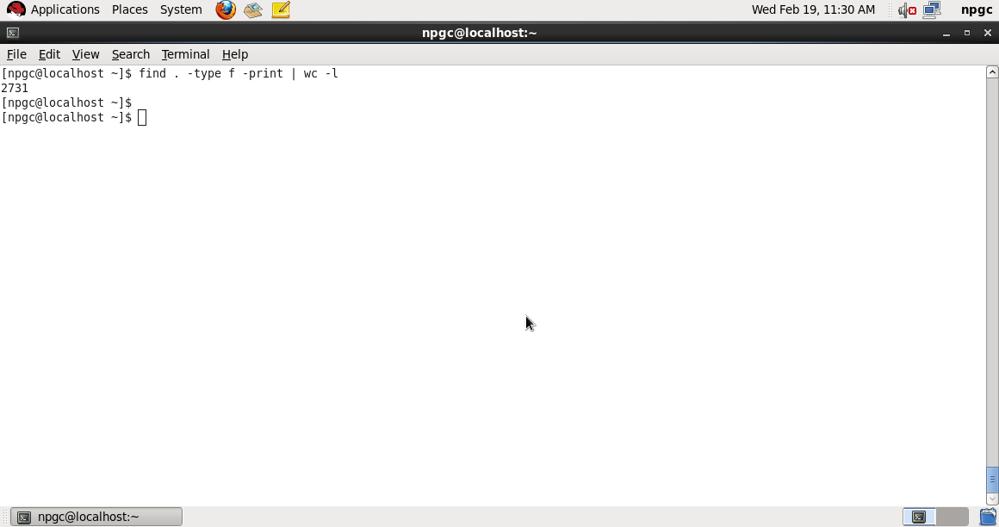 Applications Places System Wed Feb 19, 11:30 AM npgc
npgc@localhost:~
File Edit View Search Terminal Help
[npgc@localhost ~]$ find . -type f -print | wc -l
2731
[npgc@localhost ~]$
[npgc@localhost ~]$
npgc@localhost:~